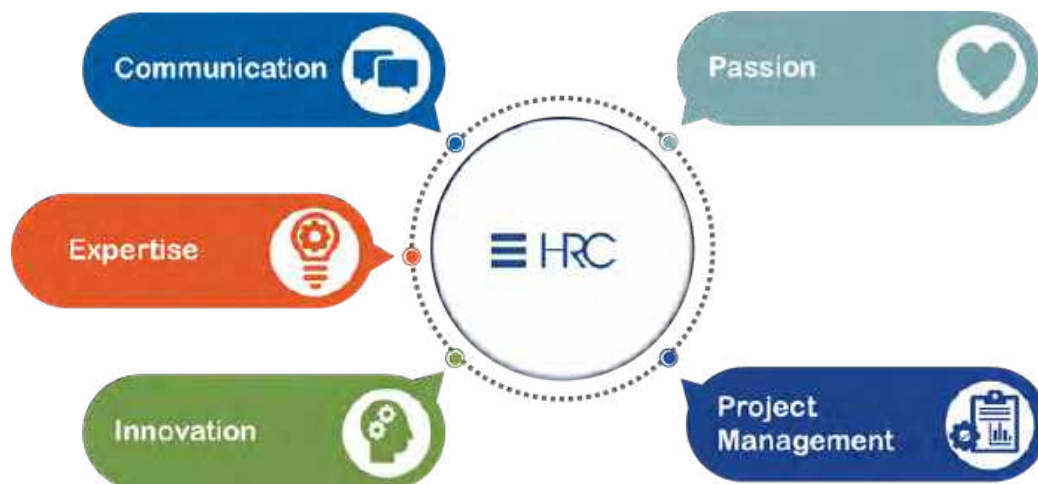 Communication
Passion
Expertise
HRC
Innovation
Project
Management